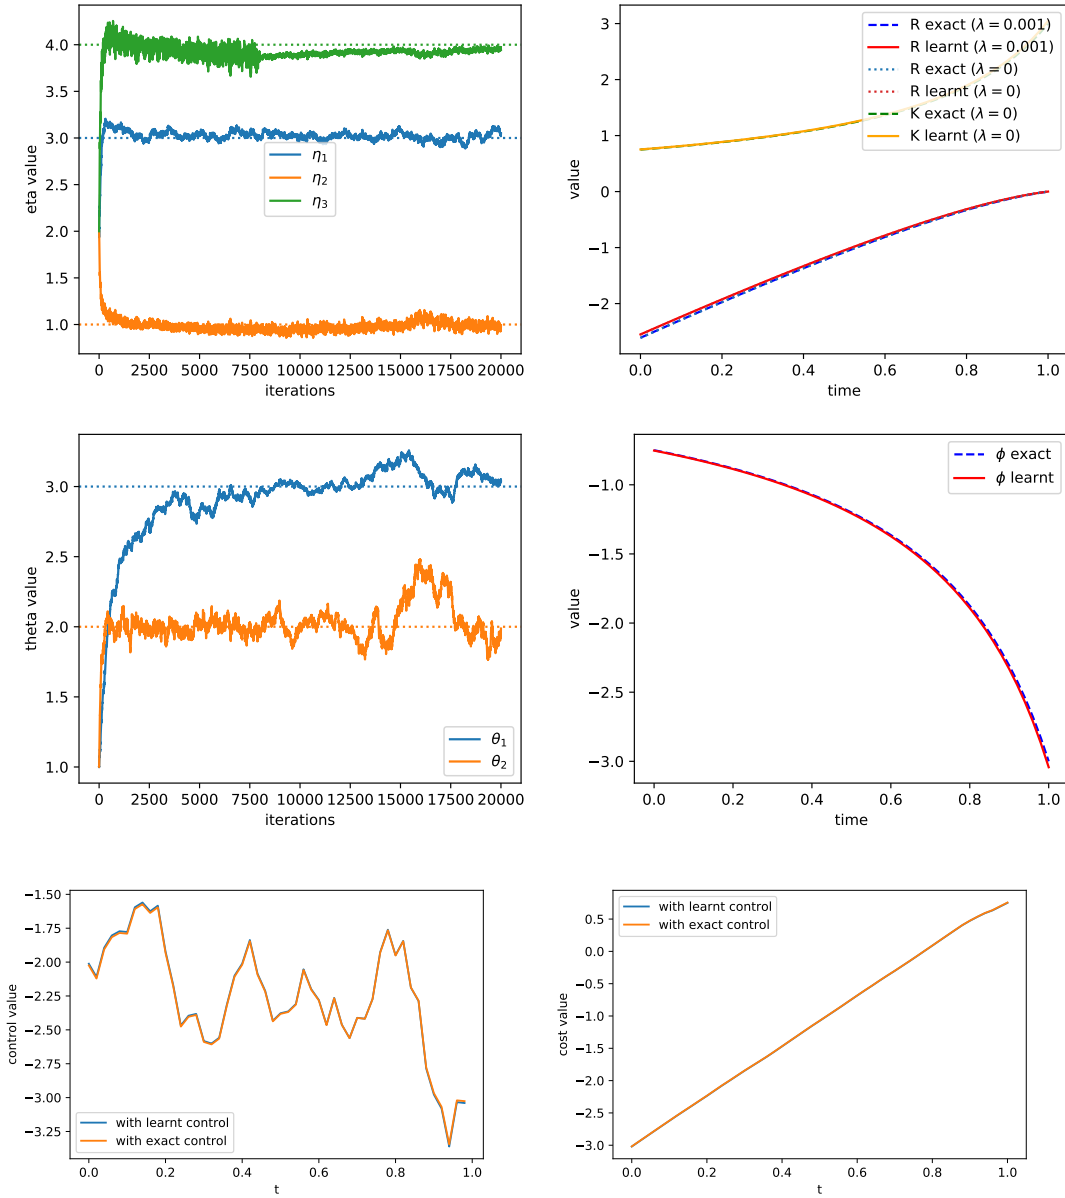 4.0
3.5
3.0
2.5
2.0
1.5
1.0
eta value
0 2500 5000 7500 10000 12500 15000 17500 20000
iterations
η1
η2
η3
3
2
1
0
−1
−2
value
0.0 0.2 0.4 0.6 0.8 1.0
time
R exact (λ = 0.001)
R learnt (λ = 0.001)
R exact (λ = 0)
R learnt (λ = 0)
K exact (λ = 0)
K learnt (λ = 0)
3.0
2.5
2.0
1.5
1.0
theta value
0 2500 5000 7500 10000 12500 15000 17500 20000
iterations
θ1
θ2
−1.0
−1.5
−2.0
−2.5
−3.0
value
0.0 0.2 0.4 0.6 0.8 1.0
time
ϕ exact
ϕ learnt
−1.50
−1.75
−2.00
−2.25
−2.50
−2.75
−3.00
−3.25
control value
0.0 0.2 0.4 0.6 0.8 1.0
t
with learnt control
with exact control
0.5
0.0
−0.5
−1.0
−1.5
−2.0
−2.5
−3.0
cost value
0.0 0.2 0.4 0.6 0.8 1.0
t
with learnt control
with exact control